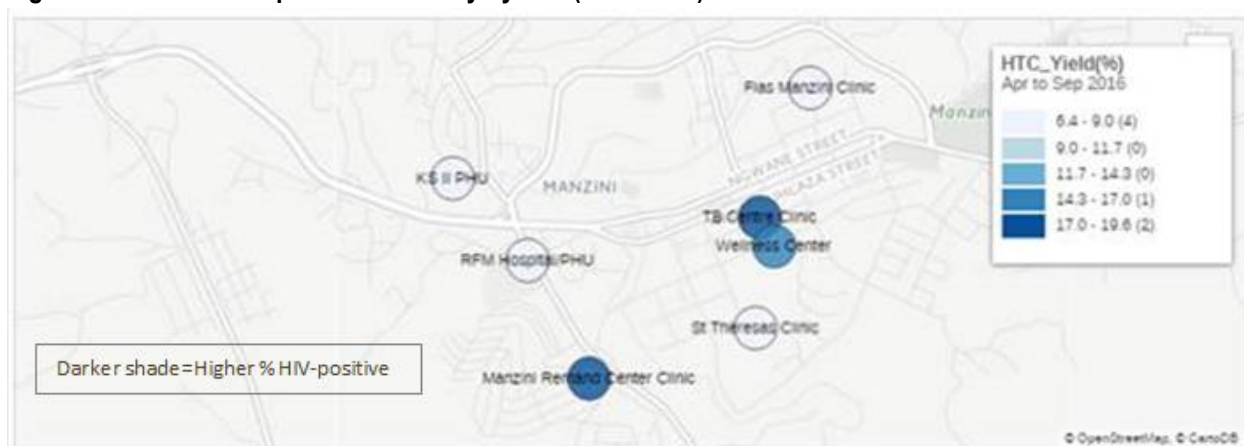 Flas Manzini Clinic
KS II PHU
MANZINI
NGWANE STREET
TB Centre Clinic
Wellness Center
RFM Hospital/PHU
St Theresas Clinic
Manzini Remand Center Clinic
Manzin
HTC_Yield(%)
Apr to Sep 2016
6.4 - 9.0 (4)
9.0 - 11.7 (0)
11.7 - 14.3 (0)
14.3 - 17.0 (1)
17.0 - 19.6 (2)
Darker shade=Higher % HIV-positive
© OpenStreetMap, © CartoDB